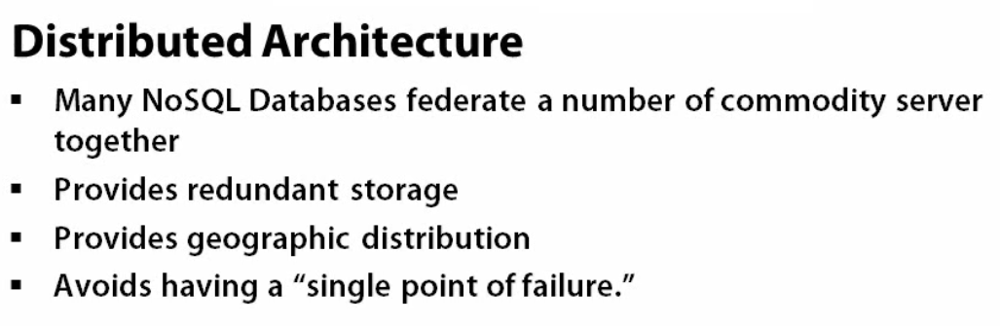 Distributed Architecture
▪ Many NoSQL Databases federate a number of commodity server
together
▪ Provides redundant storage
▪ Provides geographic distribution
▪ Avoids having a “single point of failure.”